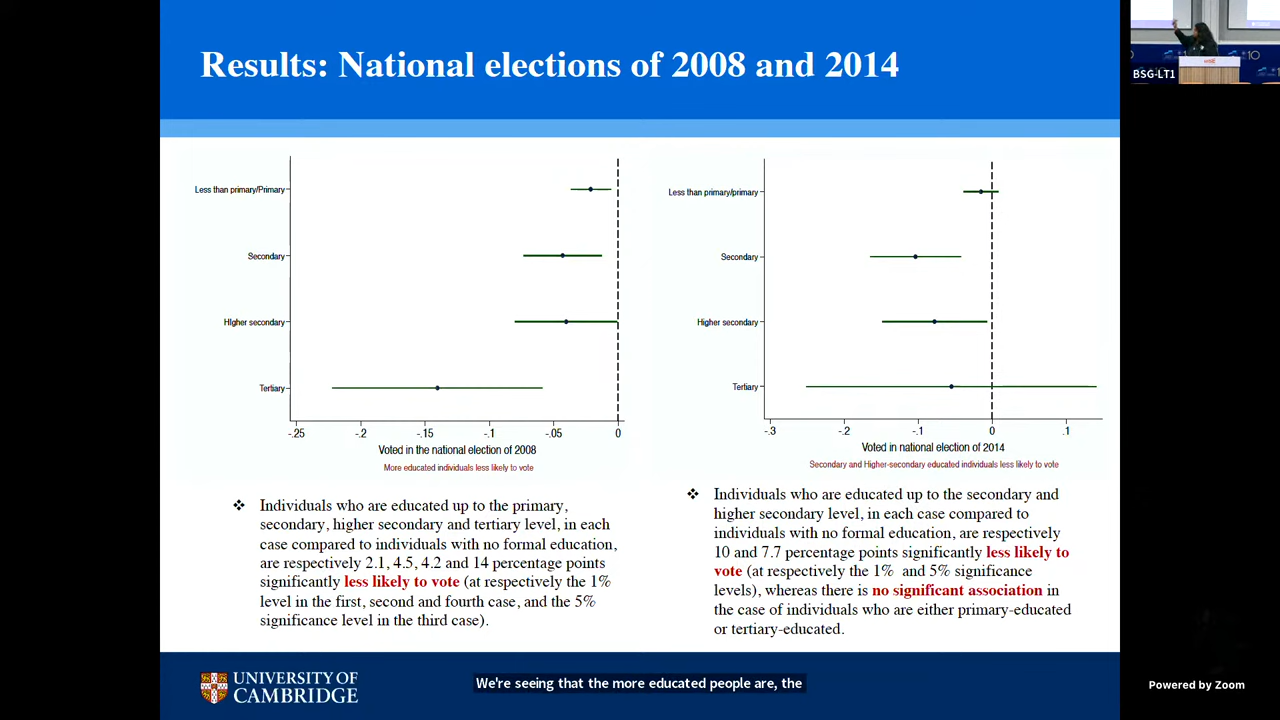 Results: National elections of 2008 and 2014
BSG-LT1
Less than primary/Primary
Secondary
HIgher secondary
Tertiary
-.25 -.2 -.15 -.1 -.05 0
Voted in the national election of 2008
More educated individuals less likely to vote
Less than primary/primary
Secondary
Higher secondary
Tertiary
-.3 -.2 -.1 0 .1
Voted in national election of 2014
Secondary and Higher-secondary educated individuals less likely to vote
❖ Individuals who are educated up to the primary,
secondary, higher secondary and tertiary level, in each
case compared to individuals with no formal education,
are respectively 2.1, 4.5, 4.2 and 14 percentage points
significantly less likely to vote (at respectively the 1%
level in the first, second and fourth case, and the 5%
significance level in the third case).
❖ Individuals who are educated up to the secondary and
higher secondary level, in each case compared to
individuals with no formal education, are respectively
10 and 7.7 percentage points significantly less likely to
vote (at respectively the 1% and 5% significance
levels), whereas there is no significant association in
the case of individuals who are either primary-educated
or tertiary-educated.
UNIVERSITY OF
CAMBRIDGE
We're seeing that the more educated people are, the
Powered by Zoom